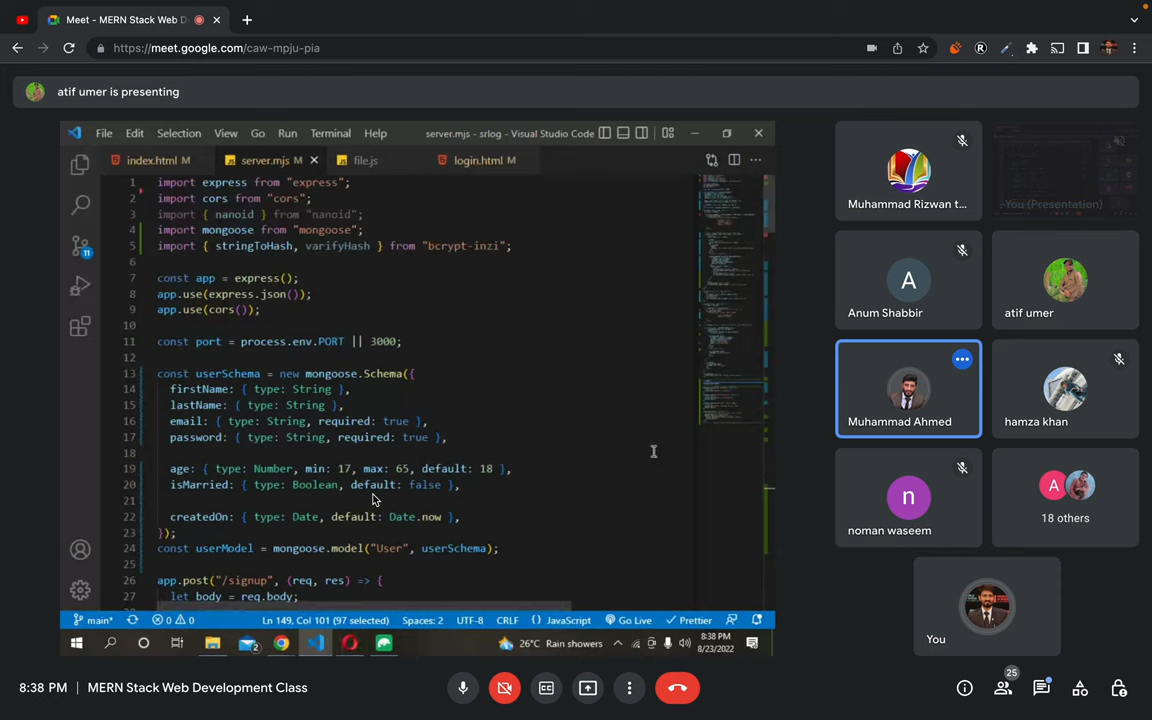 Meet - MERN Stack Web D
https://meet.google.com/caw-mpju-pia
atif umer is presenting
File Edit Selection View Go Run Terminal Help server.mjs - srlog - Visual Studio Code
index.html M server.mjs M file.js login.html M
1 import express from "express";
2 import cors from "cors";
3 import { nanoid } from "nanoid";
4 import mongoose from "mongoose";
5 import { stringToHash, varifyHash } from "bcrypt-inzi";
6
7 const app = express();
8 app.use(express.json());
9 app.use(cors());
10
11 const port = process.env.PORT || 3000;
12
13 const userSchema = new mongoose.Schema({
14 firstName: { type: String },
15 lastName: { type: String },
16 email: { type: String, required: true },
17 password: { type: String, required: true },
18
19 age: { type: Number, min: 17, max: 65, default: 18 },
20 isMarried: { type: Boolean, default: false },
21
22 createdOn: { type: Date, default: Date.now },
23 });
24 const userModel = mongoose.model("User", userSchema);
25
26 app.post("/signup", (req, res) => {
27 let body = req.body;
11
main* 0 0 Ln 149, Col 101 (97 selected) Spaces: 2 UTF-8 CRLF { } JavaScript Go Live Prettier
2 26°C Rain showers 8:38 PM
8/23/2022
Muhammad Rizwan t...
You (Presentation)
A
Anum Shabbir
atif umer
Muhammad Ahmed
hamza khan
n
noman waseem
A
18 others
You
8:38 PM MERN Stack Web Development Class
25